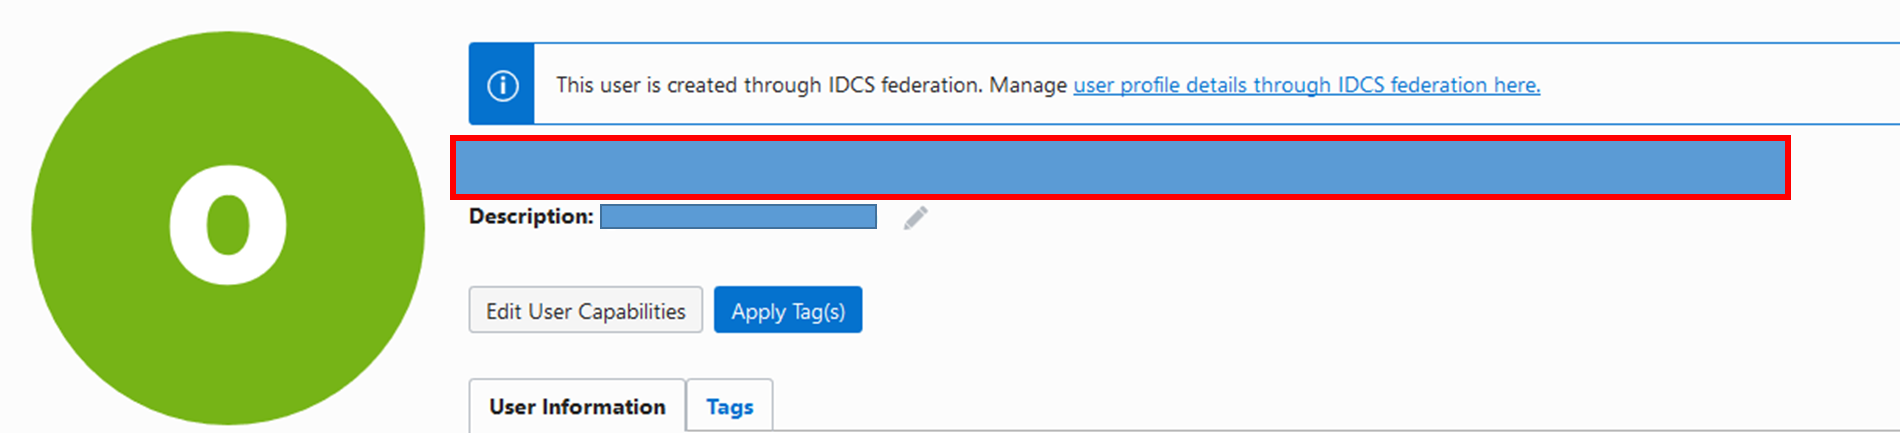 O
This user is created through IDCS federation. Manage user profile details through IDCS federation here.
Description:
Edit User Capabilities
Apply Tag(s)
User Information
Tags